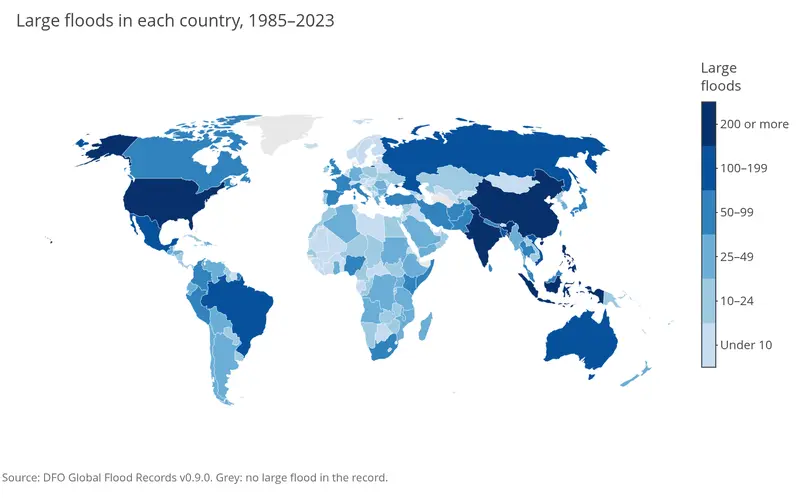 Large floods in each country, 1985–2023
Large
floods
200 or more
100–199
50–99
25–49
10–24
Under 10
Source: DFO Global Flood Records v0.9.0. Grey: no large flood in the record.